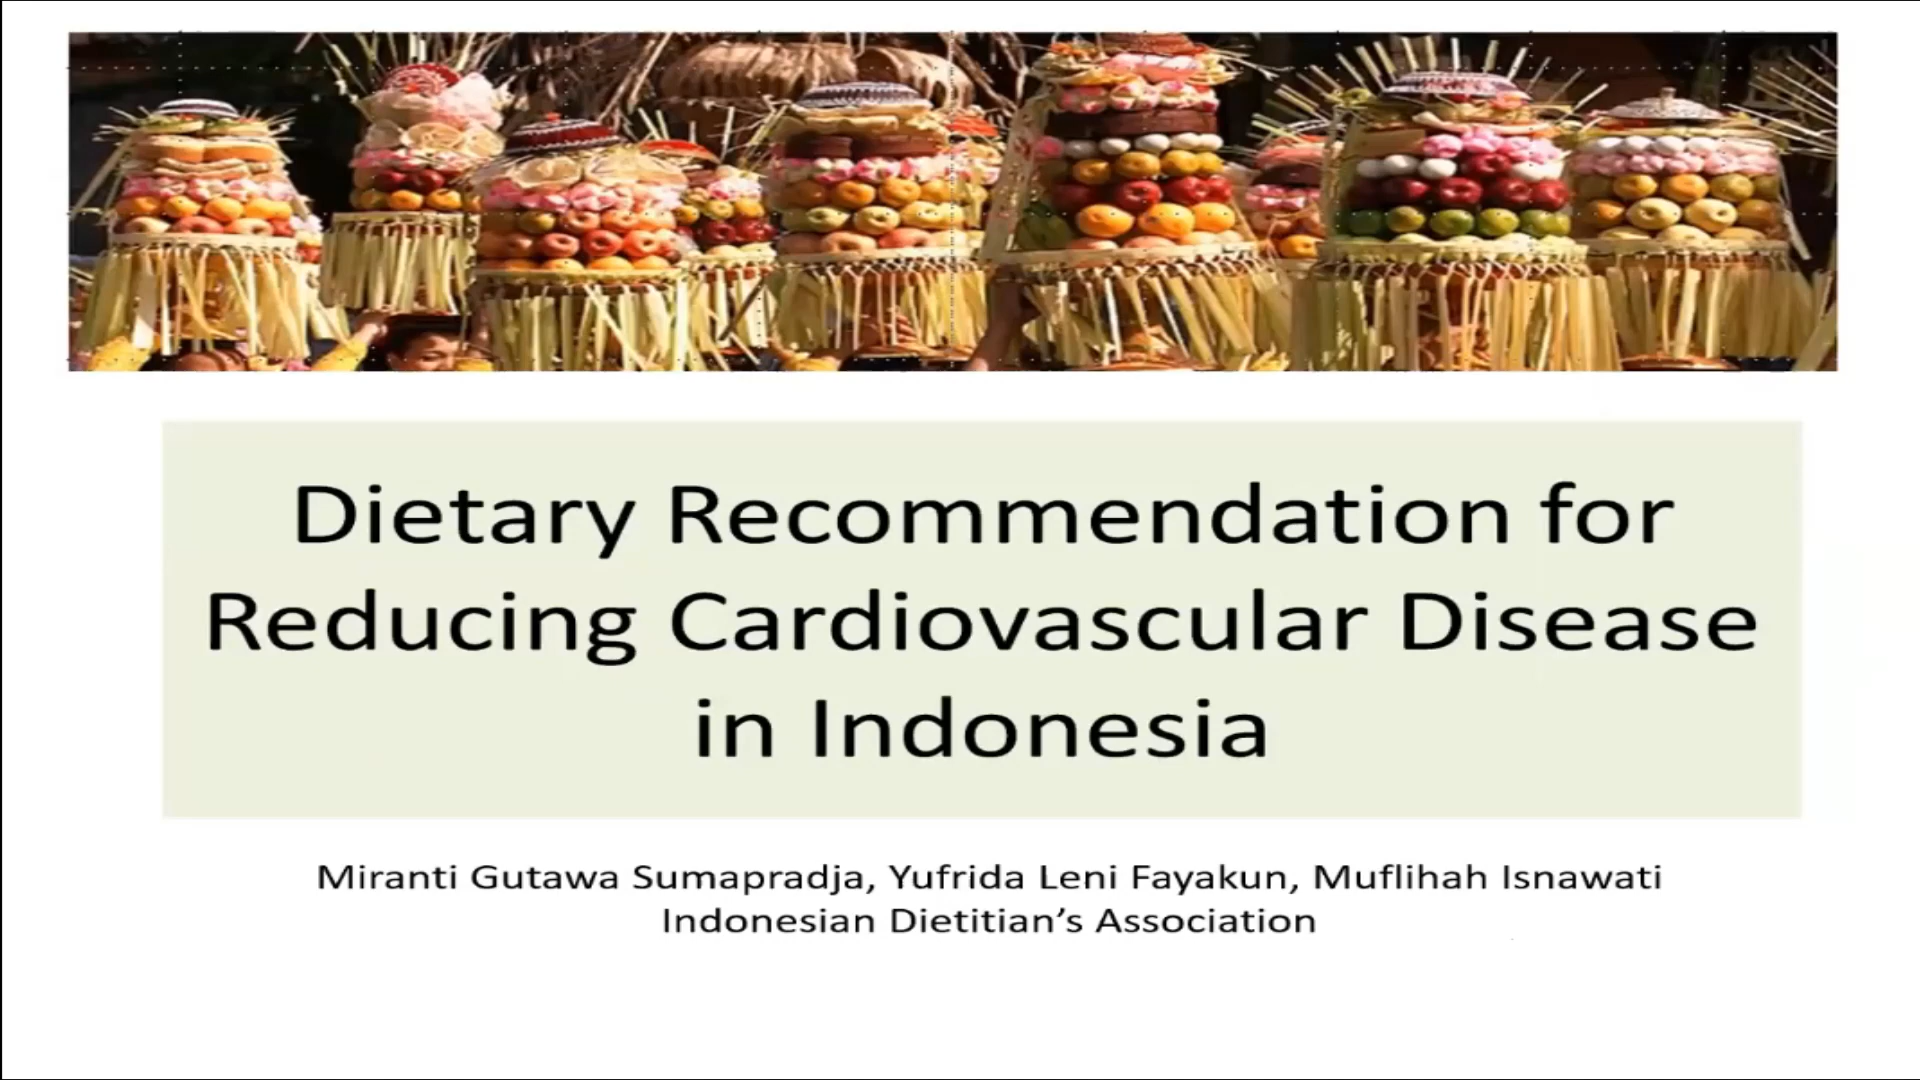 Dietary Recommendation for
Reducing Cardiovascular Disease
in Indonesia
Miranti Gutawa Sumapradja, Yufrida Leni Fayakun, Muflihah Isnawati
Indonesian Dietitian’s Association